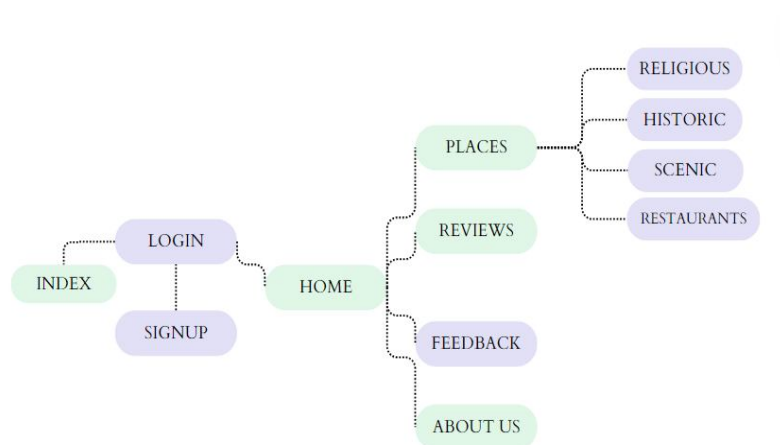 RELIGIOUS
HISTORIC
PLACES
SCENIC
RESTAURANTS
REVIEWS
LOGIN
INDEX
HOME
SIGNUP
FEEDBACK
ABOUT US